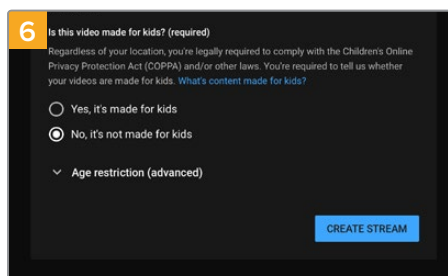 6
Is this video made for kids? (required)
Regardless of your location, you're legally required to comply with the Children's Online
Privacy Protection Act (COPPA) and/or other laws. You're required to tell us whether
your videos are made for kids. What's content made for kids?
Yes, it's made for kids
No, it's not made for kids
Age restriction (advanced)
CREATE STREAM